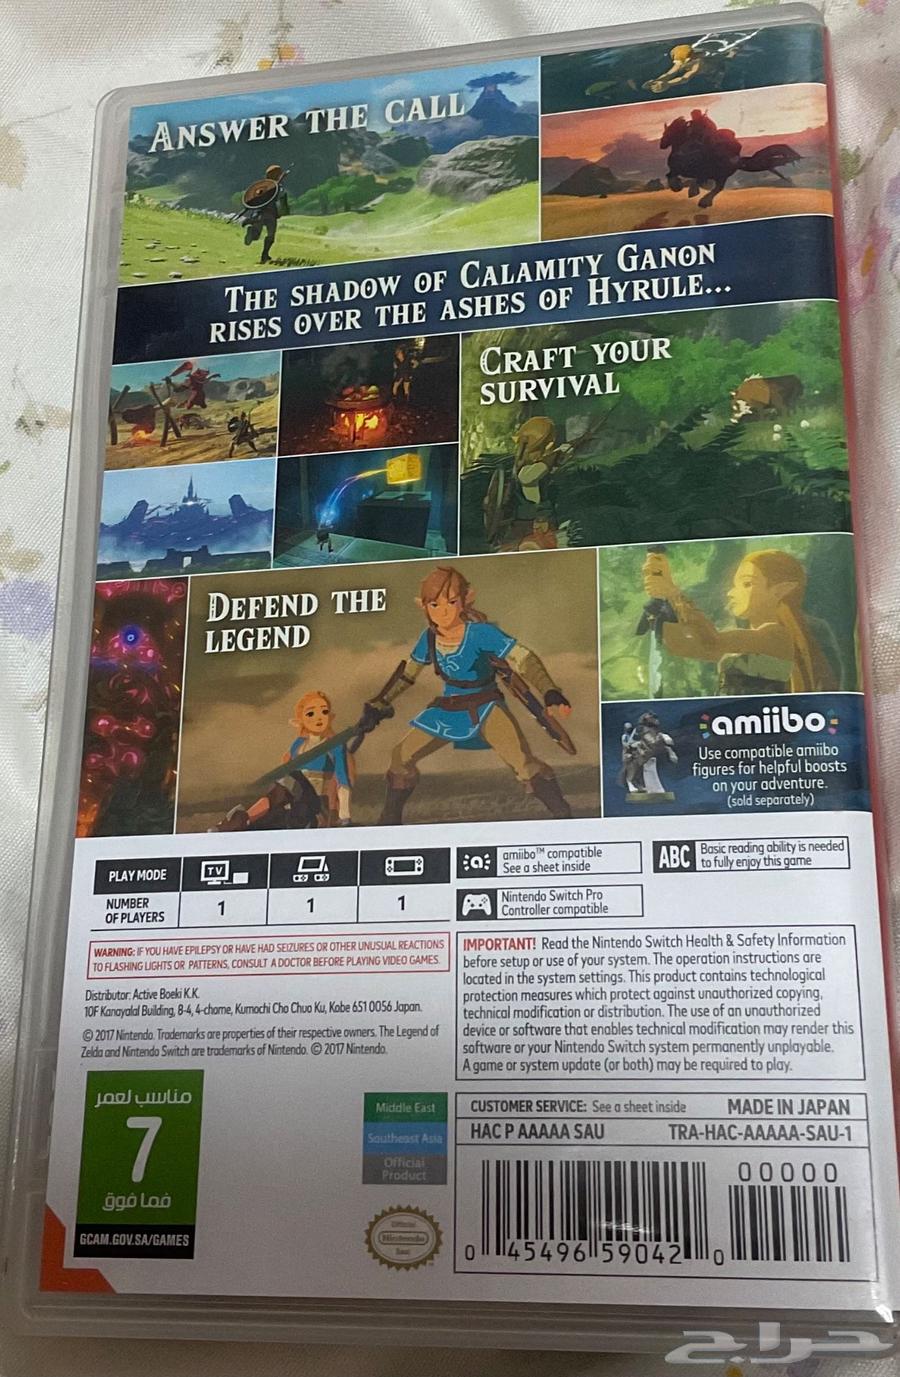 ANSWER THE CALL
THE SHADOW OF CALAMITY GANON
RISES OVER THE ASHES OF HYRULE...
CRAFT YOUR
SURVIVAL
DEFEND THE
LEGEND
amiibo
Use compatible amiibo
figures for helpful boosts
on your adventure.
(sold separately)
PLAY MODE
TV
NUMBER
OF PLAYERS
1
1
1
amiibo™ compatible
See a sheet inside
Nintendo Switch Pro
Controller compatible
ABC
Basic reading ability is needed
to fully enjoy this game
WARNING: IF YOU HAVE EPILEPSY OR HAVE HAD SEIZURES OR OTHER UNUSUAL REACTIONS
TO FLASHING LIGHTS OR PATTERNS, CONSULT A DOCTOR BEFORE PLAYING VIDEO GAMES.
Distributor: Active Boeki K.K.
10F Kanayalal Building, 8-4, 4-chome, Kumochi Cho Chuo Ku, Kobe 651 0056 Japan.
© 2017 Nintendo. Trademarks are properties of their respective owners. The Legend of
Zelda and Nintendo Switch are trademarks of Nintendo. © 2017 Nintendo.
IMPORTANT! Read the Nintendo Switch Health & Safety Information
before setup or use of your system. The operation instructions are
located in the system settings. This product contains technological
protection measures which protect against unauthorized copying,
technical modification or distribution. The use of an unauthorized
device or software that enables technical modification may render this
software or your Nintendo Switch system permanently unplayable.
A game or system update (or both) may be required to play.
مناسب لعمر
7
فما فوق
GCAM.GOV.SA/GAMES
Middle East
Southeast Asia
Official
Product
Official
Nintendo
Seal
CUSTOMER SERVICE: See a sheet inside
MADE IN JAPAN
HAC P AAAAA SAU
TRA-HAC-AAAAA-SAU-1
00000
0 45496 59042 0
حراج